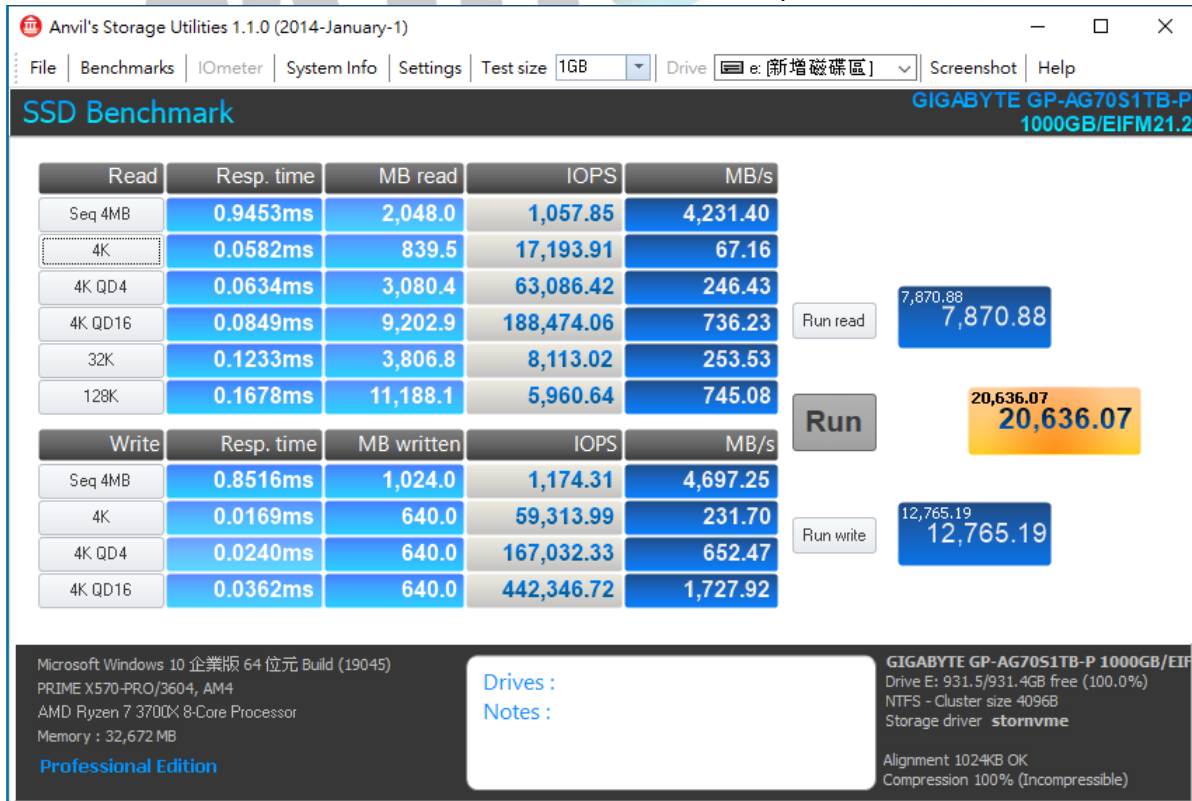 Anvil's Storage Utilities 1.1.0 (2014-January-1)
File Benchmarks IOmeter System Info Settings Test size 1GB Drive e: [新增磁碟區] Screenshot Help
SSD Benchmark
GIGABYTE GP-AG70S1TB-P
1000GB/EIFM21.2
Read Resp. time MB read IOPS MB/s
Seq 4MB 0.9453ms 2,048.0 1,057.85 4,231.40
4K 0.0582ms 839.5 17,193.91 67.16
4K QD4 0.0634ms 3,080.4 63,086.42 246.43
4K QD16 0.0849ms 9,202.9 188,474.06 736.23
32K 0.1233ms 3,806.8 8,113.02 253.53
128K 0.1678ms 11,188.1 5,960.64 745.08
Run read
7,870.88
7,870.88
Run
20,636.07
20,636.07
Write Resp. time MB written IOPS MB/s
Seq 4MB 0.8516ms 1,024.0 1,174.31 4,697.25
4K 0.0169ms 640.0 59,313.99 231.70
4K QD4 0.0240ms 640.0 167,032.33 652.47
4K QD16 0.0362ms 640.0 442,346.72 1,727.92
Run write
12,765.19
12,765.19
Microsoft Windows 10 企業版 64 位元 Build (19045)
PRIME X570-PRO/3604, AM4
AMD Ryzen 7 3700X 8-Core Processor
Memory : 32,672 MB
Professional Edition
Drives :
Notes :
GIGABYTE GP-AG70S1TB-P 1000GB/EIF
Drive E: 931.5/931.4GB free (100.0%)
NTFS - Cluster size 4096B
Storage driver stornvme
Alignment 1024KB OK
Compression 100% (Incompressible)